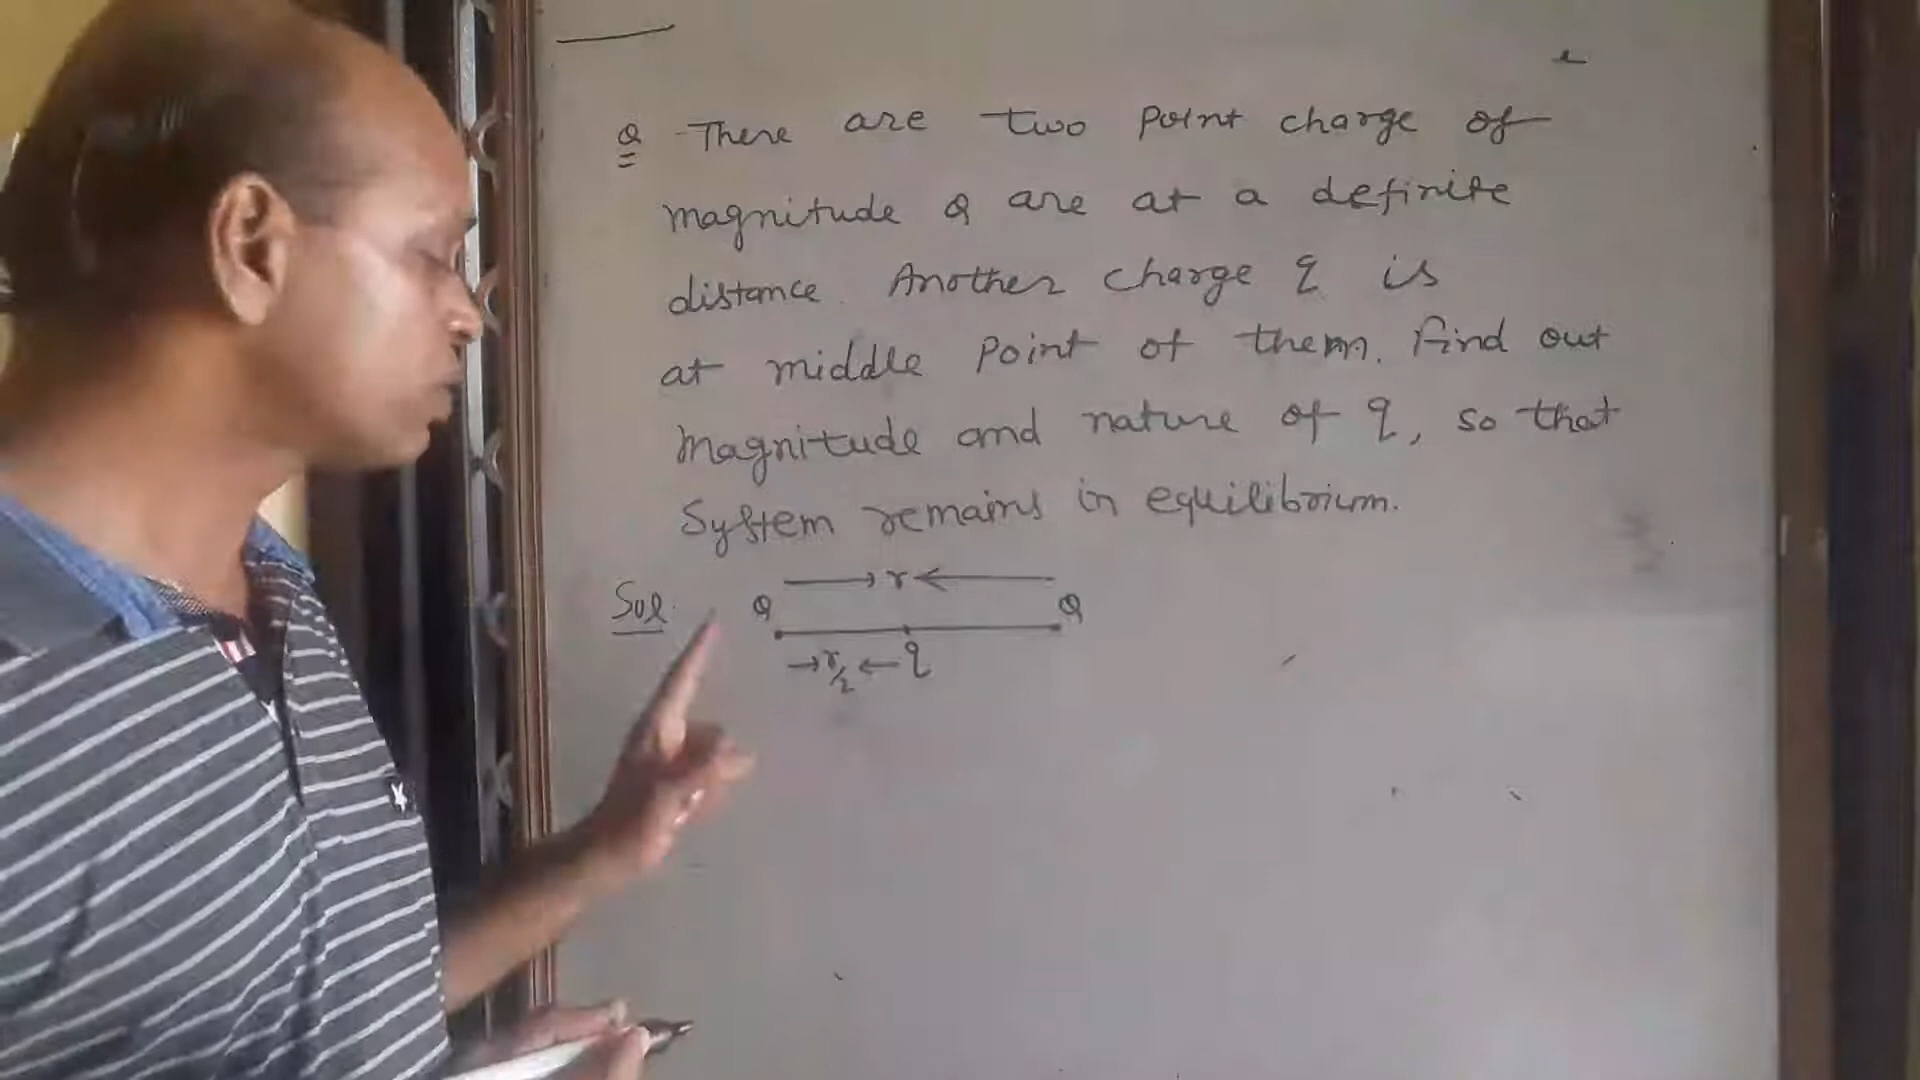 Q There are two point charge of
magnitude Q are at a definite
distance. Another charge q is
at middle point of them. Find out
magnitude and nature of q, so that
System remains in equilibrium.
Sol. Q → r ← Q
→ r/2 ← q